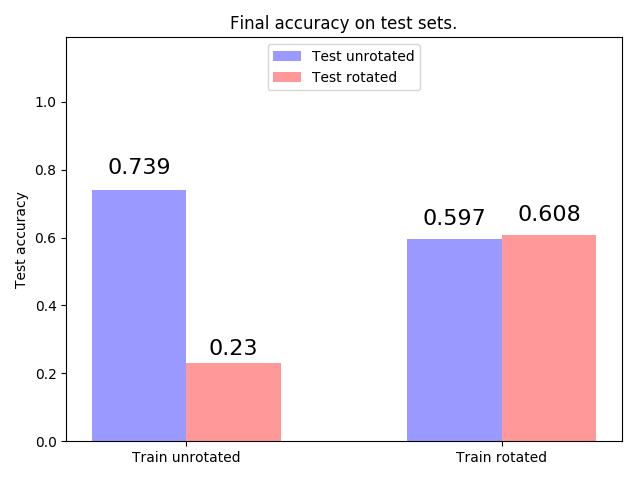 Final accuracy on test sets.
Test unrotated
Test rotated
Test accuracy
1.0
0.8
0.6
0.4
0.2
0.0
0.739
0.23
0.597
0.608
Train unrotated
Train rotated